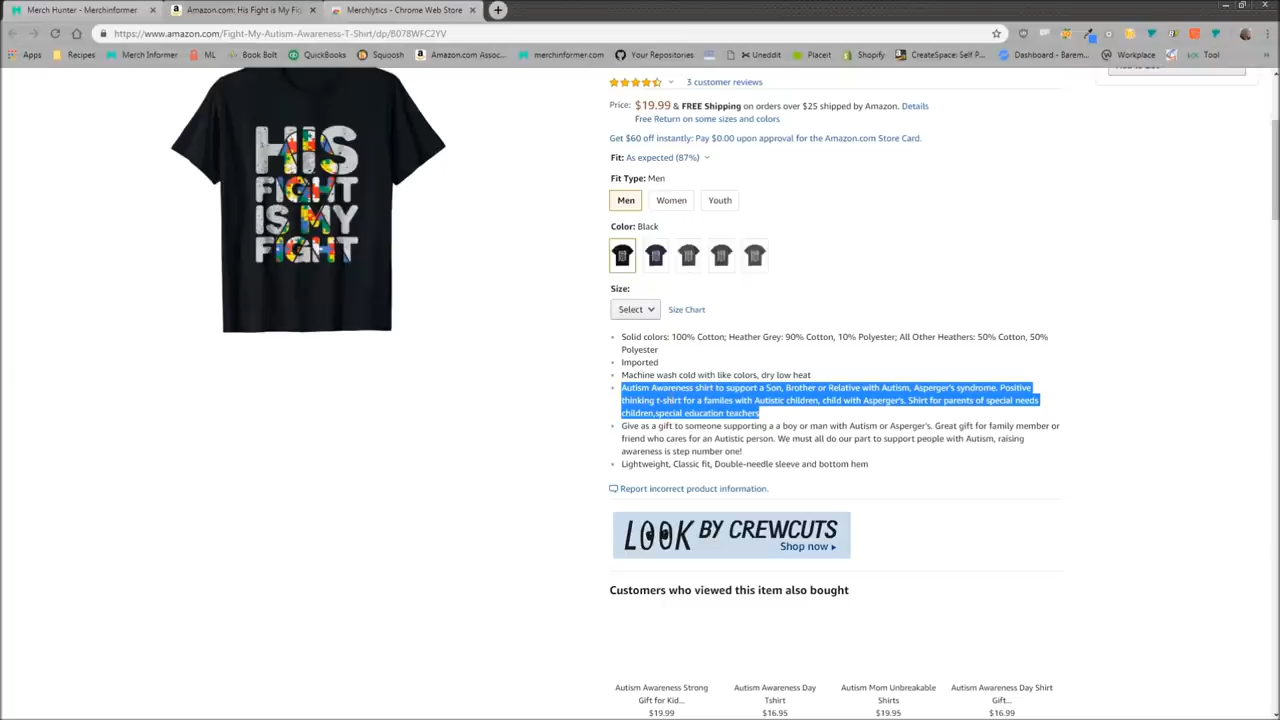 Merch Hunter - Merchinformer
Amazon.com: His Fight is My Fig
Merchlytics - Chrome Web Store
https://www.amazon.com/Fight-My-Autism-Awareness-T-Shirt/dp/B078WFC2YV
Apps
Forum
Merch Informer
ML
Book Bolt
QuickBooks
Squoosh
Amazon.com Assoc...
merchinformer.com
Your Repositories
Uneddit
Placeit
Shopify
CreateSpace: Self P...
Dashboard - Barem...
Workplace
LGC Tool
HIS
FIGHT
IS MY
FIGHT
3 customer reviews
Price: $19.99 & FREE Shipping on orders over $25 shipped by Amazon. Details
Free Return on some sizes and colors
Get $60 off instantly: Pay $0.00 upon approval for the Amazon.com Store Card.
Fit: As expected (87%)
Fit Type: Men
Men
Women
Youth
Color: Black
Size:
Select
Size Chart
Solid colors: 100% Cotton; Heather Grey: 90% Cotton, 10% Polyester; All Other Heathers: 50% Cotton, 50%
Polyester
Imported
Machine wash cold with like colors, dry low heat
Autism Awareness shirt to support a Son, Brother or Relative with Autism, Asperger's syndrome. Positive
thinking t-shirt for a familes with Autistic children, child with Asperger's. Shirt for parents of special needs
children,special education teachers
Give as a gift to someone supporting a a boy or man with Autism or Asperger's. Great gift for family member or
friend who cares for an Autistic person. We must all do our part to support people with Autism, raising
awareness is step number one!
Lightweight, Classic fit, Double-needle sleeve and bottom hem
Report incorrect product information.
LOOK BY CREWCUTS
Shop now
Customers who viewed this item also bought
Autism Awareness Strong
Gift for Kid...
$19.99
Autism Awareness Day
Tshirt
$16.95
Autism Mom Unbreakable
Shirts
$19.95
Autism Awareness Day Shirt
Gift...
$16.99